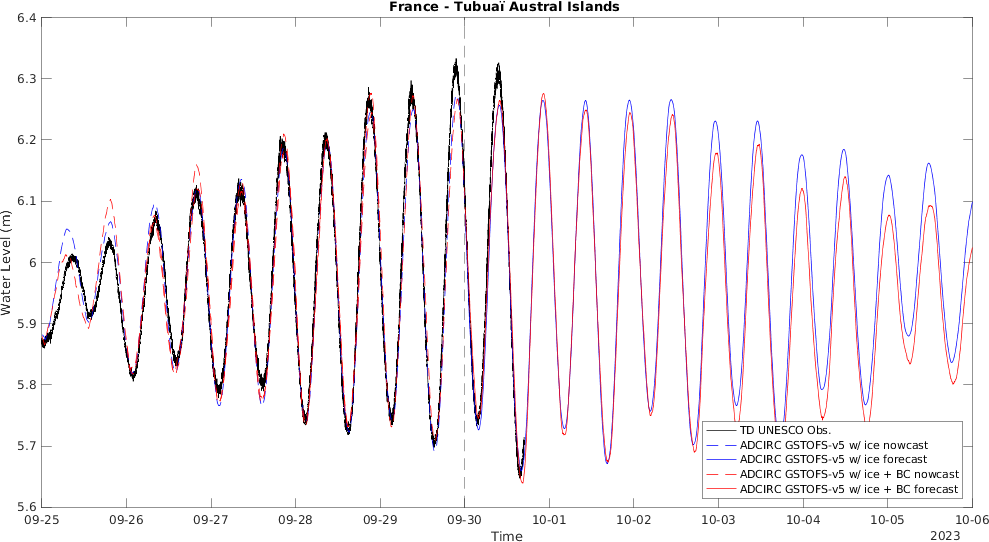 France - Tubuaï Austral Islands
6.4
6.3
6.2
6.1
6
5.9
5.8
5.7
5.6
Water Level (m)
TD UNESCO Obs.
ADCIRC GSTOFS-v5 w/ ice nowcast
ADCIRC GSTOFS-v5 w/ ice forecast
ADCIRC GSTOFS-v5 w/ ice + BC nowcast
ADCIRC GSTOFS-v5 w/ ice + BC forecast
09-25 09-26 09-27 09-28 09-29 09-30 10-01 10-02 10-03 10-04 10-05 10-06
Time
2023